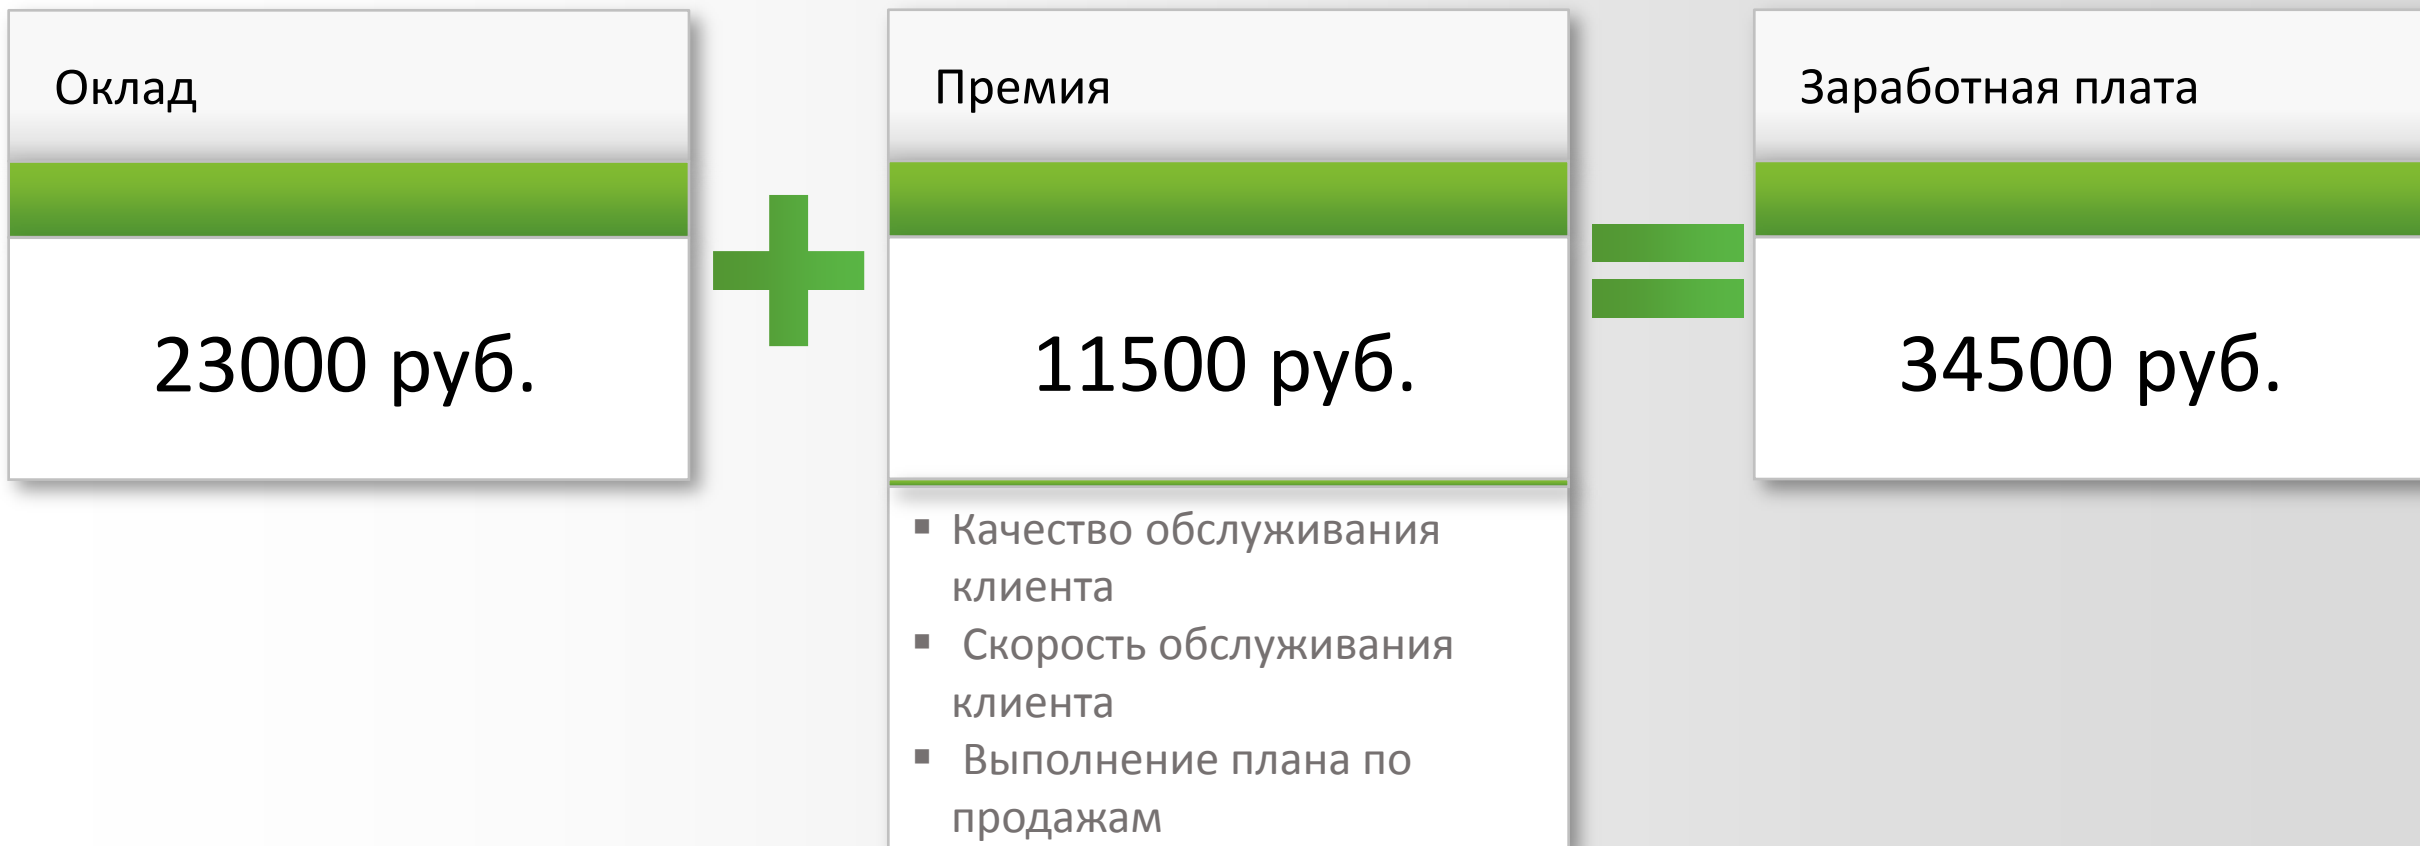 Оклад
23000 руб.
Премия
11500 руб.
▪ Качество обслуживания
клиента
▪ Скорость обслуживания
клиента
▪ Выполнение плана по
продажам
Заработная плата
34500 руб.